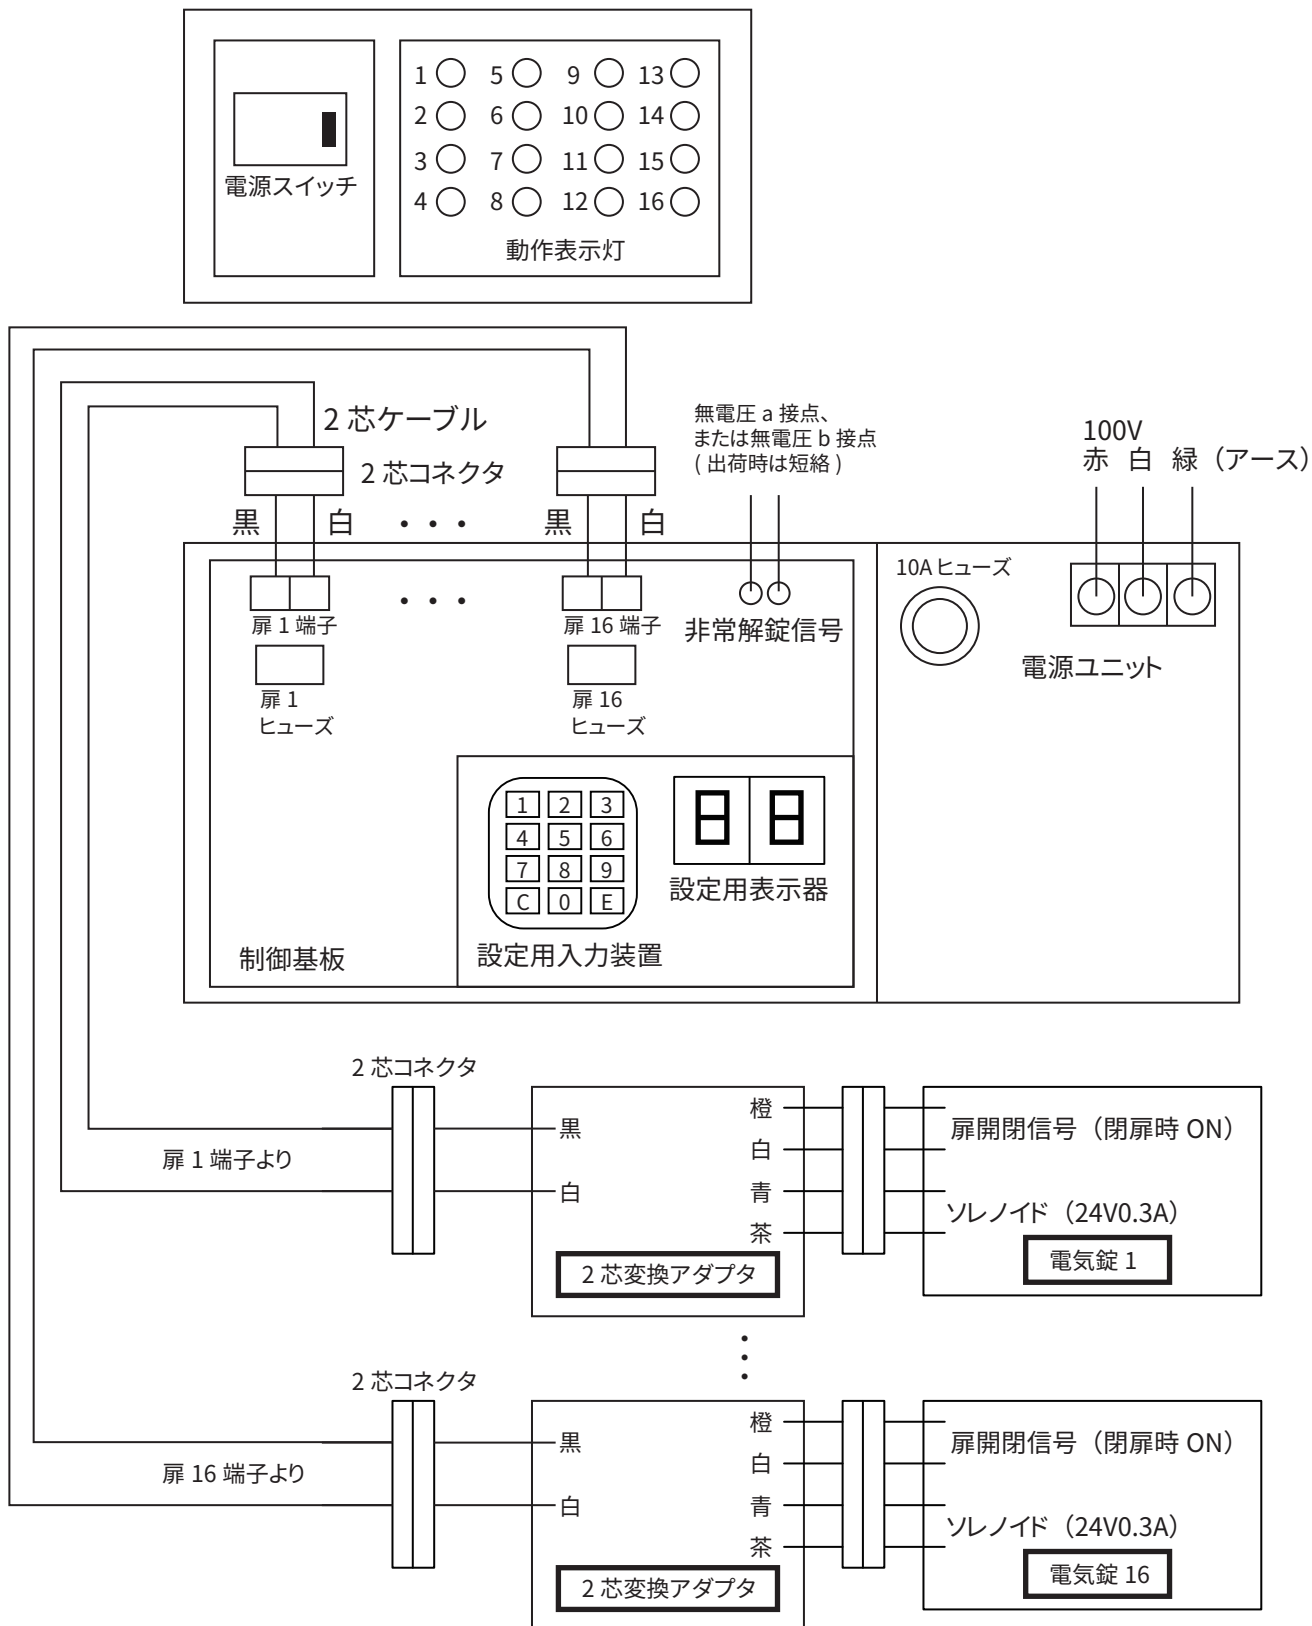 1 5 9 13
2 6 10 14
3 7 11 15
4 8 12 16
電源スイッチ
動作表示灯
2 芯ケーブル
2 芯コネクタ
黒 白 ・・・ 黒 白
無電圧 a 接点、
または無電圧 b 接点
( 出荷時は短絡 )
100V
赤 白 緑（アース）
・・・
扉 1 端子
扉 16 端子
非常解錠信号
扉 1
ヒューズ
扉 16
ヒューズ
10A ヒューズ
電源ユニット
1 2 3
4 5 6
7 8 9
C 0 E
8 8
設定用表示器
設定用入力装置
制御基板
2 芯コネクタ
扉 1 端子より
黒
白
橙
白
青
茶
2 芯変換アダプタ
扉開閉信号（閉扉時 ON）
ソレノイド（24V0.3A）
電気錠 1
2 芯コネクタ
扉 16 端子より
黒
白
橙
白
青
茶
2 芯変換アダプタ
扉開閉信号（閉扉時 ON）
ソレノイド（24V0.3A）
電気錠 16